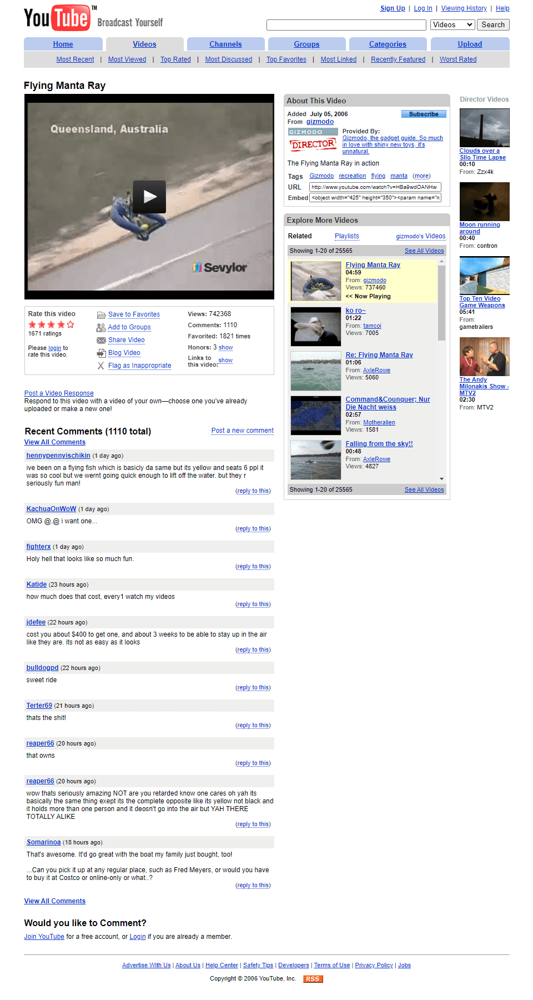 You Tube TM Broadcast Yourself
Sign Up | Log In | Viewing History | Help
Videos Search
Home Videos Channels Groups Categories Upload
Most Recent | Most Viewed | Top Rated | Most Discussed | Top Favorites | Most Linked | Recently Featured | Worst Rated
Flying Manta Ray
Queensland, Australia
Sevylor
Rate this video
1671 ratings
Please login to
rate this video.
Save to Favorites
Add to Groups
Share Video
Blog Video
Flag as Inappropriate
Views: 742368
Comments: 1110
Favorited: 1821 times
Honors: 3 show
Links to
this video: show
Post a Video Response
Respond to this video with a video of your own—choose one you've already
uploaded or make a new one!
Recent Comments (1110 total) Post a new comment
View All Comments
hennypennyischikin (1 day ago)
ive been on a flying fish which is basicly da same but its yellow and seats 6 ppl it
was so cool but we wernt going quick enough to lift off the water. but they r
seriously fun man!
(reply to this)
KachuaOnWoW (1 day ago)
OMG @.@ i want one...
(reply to this)
fighterx (1 day ago)
Holy hell that looks like so much fun.
(reply to this)
Katide (23 hours ago)
how much does that cost, every1 watch my videos
(reply to this)
jdefee (22 hours ago)
cost you about $400 to get one, and about 3 weeks to be able to stay up in the air
like they are. its not as easy as it looks
(reply to this)
bulldogpd (22 hours ago)
sweet ride
(reply to this)
Terter69 (21 hours ago)
thats the shit!
(reply to this)
reaper66 (20 hours ago)
that owns
(reply to this)
reaper66 (20 hours ago)
wow thats seriously amazing NOT are you retarded know one cares oh yah its
basically the same thing exept its the complete opposite like its yellow not black and
it holds more than one person and it deosn't go into the air but YAH THERE
TOTALLY ALIKE
(reply to this)
Somarinoa (18 hours ago)
That's awesome. It'd go great with the boat my family just bought, too!
...Can you pick it up at any regular place, such as Fred Meyers, or would you have
to buy it at Costco or online-only or what..?
(reply to this)
View All Comments
Would you like to Comment?
Join YouTube for a free account, or Login if you are already a member.
About This Video
Added July 05, 2006
From gizmodo
Subscribe
GIZMODO
DIRECTOR
Provided By:
Gizmodo, the gadget guide. So much
in love with shiny new toys, it's
unnatural.
The Flying Manta Ray in action
Tags Gizmodo recreation flying manta (more)
URL http://www.youtube.com/watch?v=HBa9wdOANHw
Embed <object width="425" height="350"><param name="n
Explore More Videos
Related Playlists gizmodo's Videos
Showing 1-20 of 25565 See All Videos
Flying Manta Ray
04:59
From: gizmodo
Views: 737460
<< Now Playing
ko ro~
01:22
From: tamcoi
Views: 7005
Re: Flying Manta Ray
01:06
From: AxleRowe
Views: 5060
Command&Counquer; Nur
Die Nacht weiss
02:57
From: Motheralien
Views: 1581
Falling from the sky!!
00:48
From: AxleRowe
Views: 4827
Showing 1-20 of 25565 See All Videos
Director Videos
Clouds over a
SIlo Time Lapse
00:10
From: Zzx4k
Moon running
around
00:40
From: contron
Top Ten Video
Game Weapons
05:41
From:
gametrailers
The Andy
Milonakis Show -
MTV2
02:30
From: MTV2
Advertise With Us | About Us | Help Center | Safety Tips | Developers | Terms of Use | Privacy Policy | Jobs
Copyright © 2006 YouTube, Inc. RSS